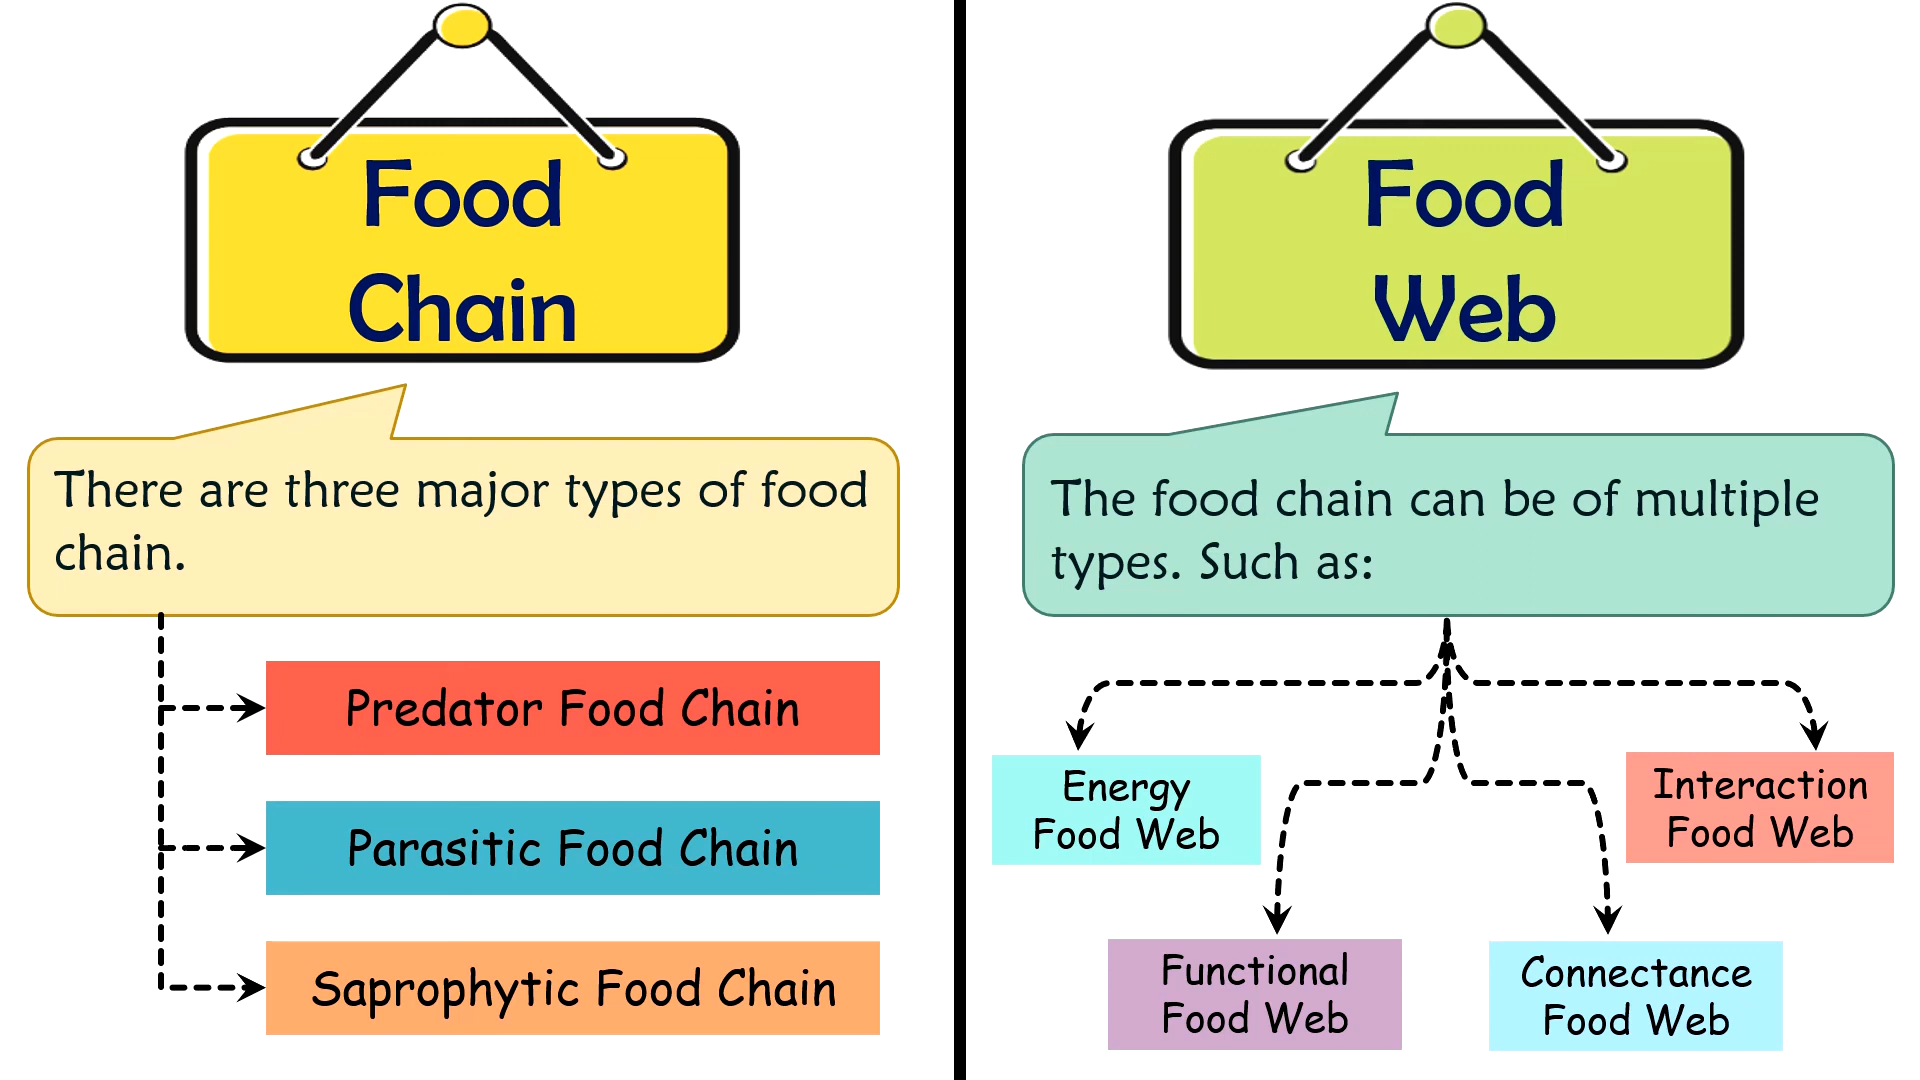 Food
Chain
There are three major types of food
chain.
Predator Food Chain
Parasitic Food Chain
Saprophytic Food Chain
Food
Web
The food chain can be of multiple
types. Such as:
Energy
Food Web
Interaction
Food Web
Functional
Food Web
Connectance
Food Web